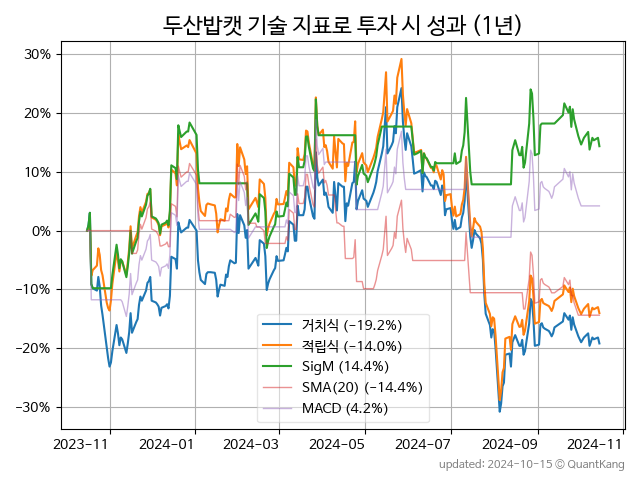 두산밥캣 기술 지표로 투자 시 성과 (1년)
30%
20%
10%
0%
−10%
−20%
−30%
거치식 (−19.2%)
적립식 (−14.0%)
SigM (14.4%)
SMA(20) (−14.4%)
MACD (4.2%)
2023-11
2024-01
2024-03
2024-05
2024-07
2024-09
2024-11
updated: 2024-10-15 © QuantKang